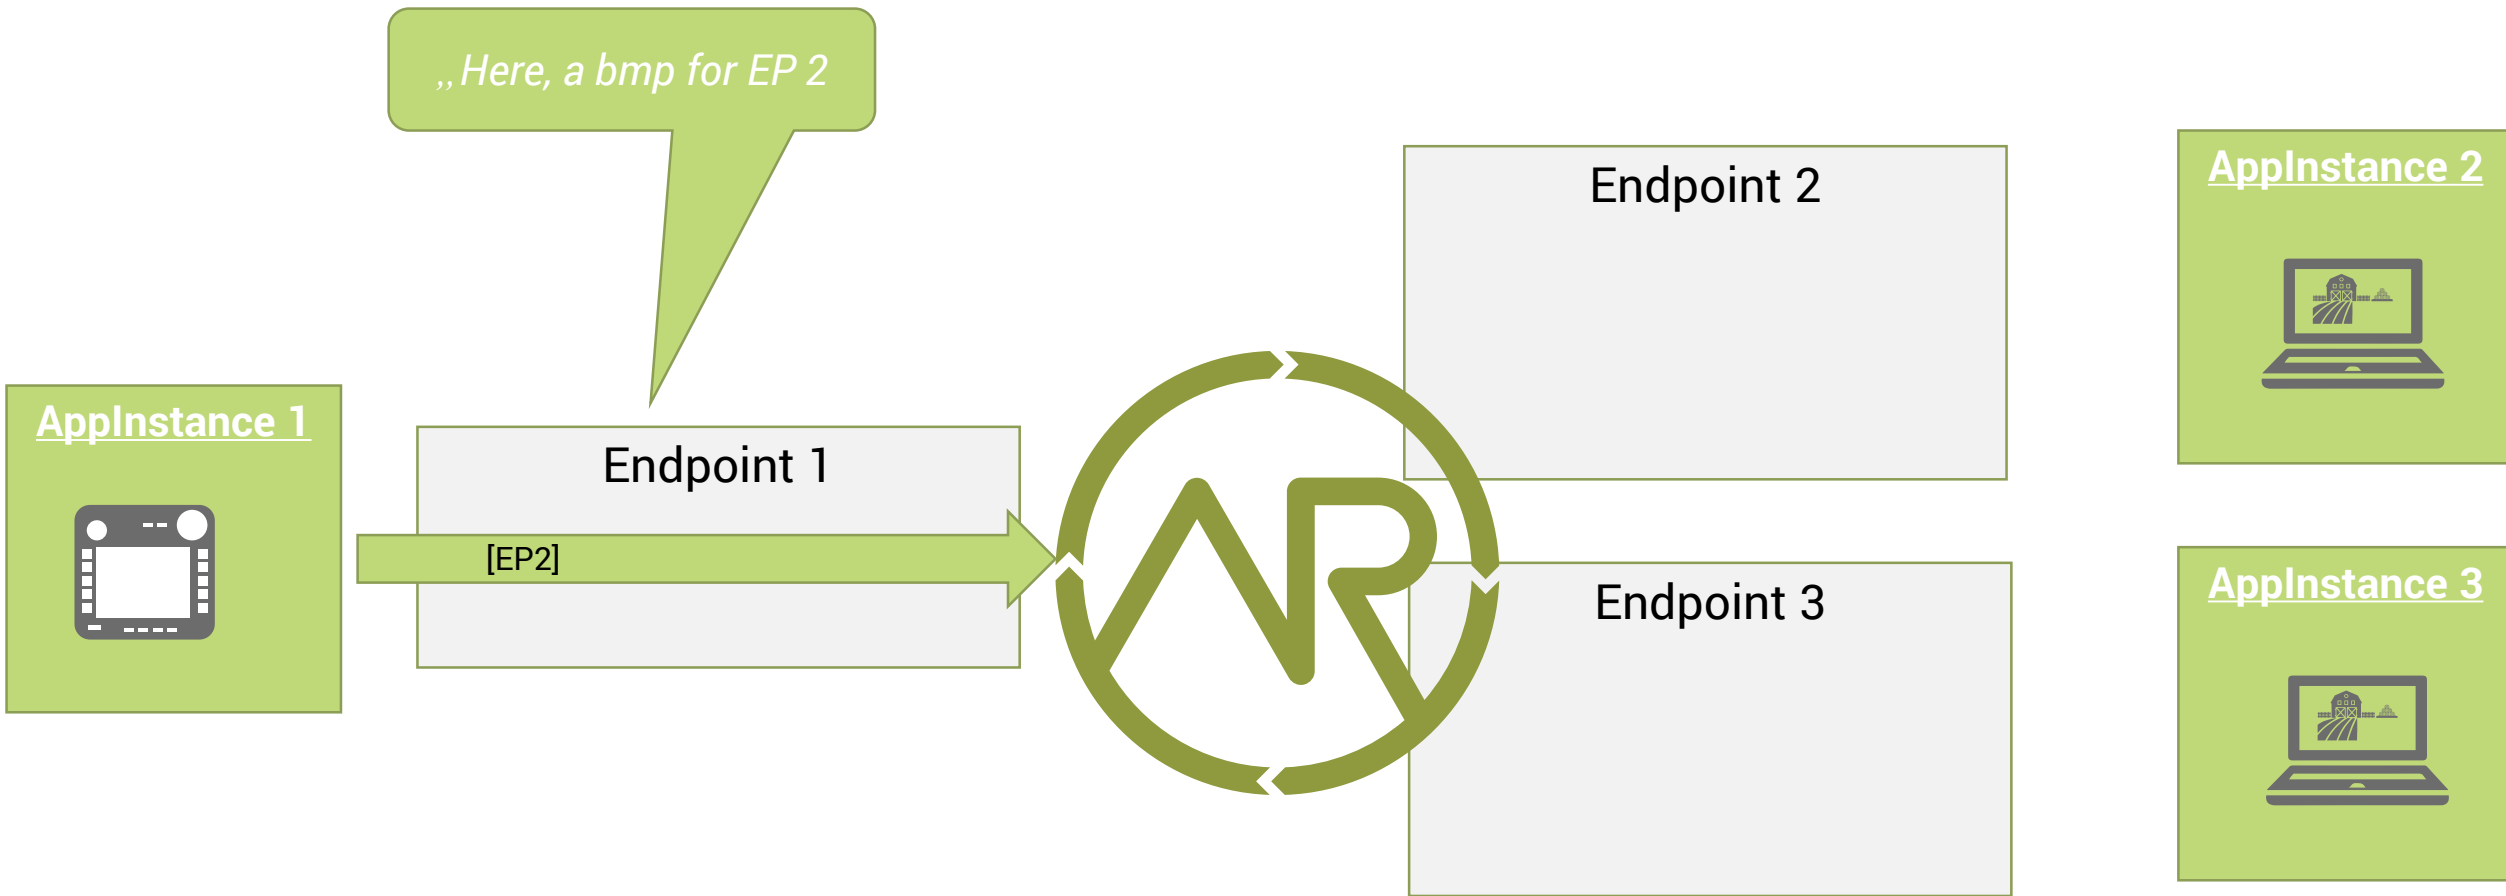 ,,Here, a bmp for EP 2
Endpoint 2
AppInstance 2
AppInstance 1
Endpoint 1
[EP2]
Endpoint 3
AppInstance 3